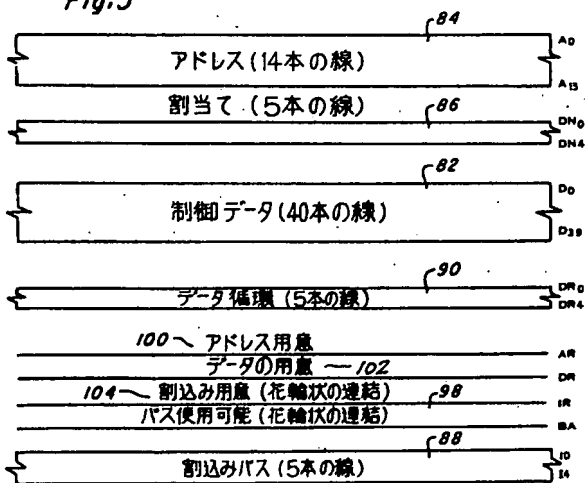 Fig.5
84
アドレス(14本の線)
A0
A13
割当て (5本の線)
86
DN0
DN4
82
制御データ(40本の線)
D0
D39
90
データ循環 (5本の線)
DR0
DR4
100 アドレス用意
AR
データの用意 102
DR
104 割込み用意 (花輪状の連結)
98
IR
バス使用可能(花輪状の連結)
BA
88
割込みバス(5本の線)
I0
I4